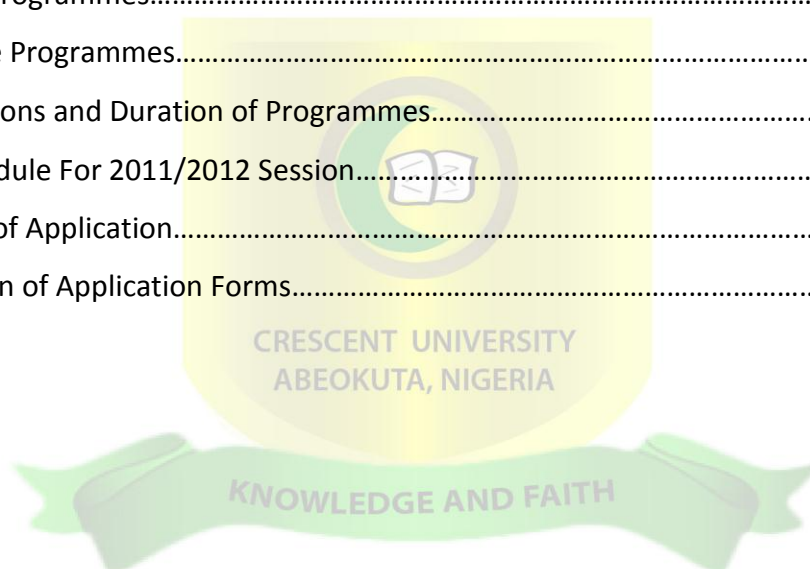 rogrammes……………………………………………………………………………
e Programmes……………………………………………………………………………
ons and Duration of Programmes……………………………………………
dule For 2011/2012 Session………………………………………………………
of Application……………………………………………………………………………
n of Application Forms………………………………………………………………
CRESCENT UNIVERSITY
ABEOKUTA, NIGERIA
KNOWLEDGE AND FAITH